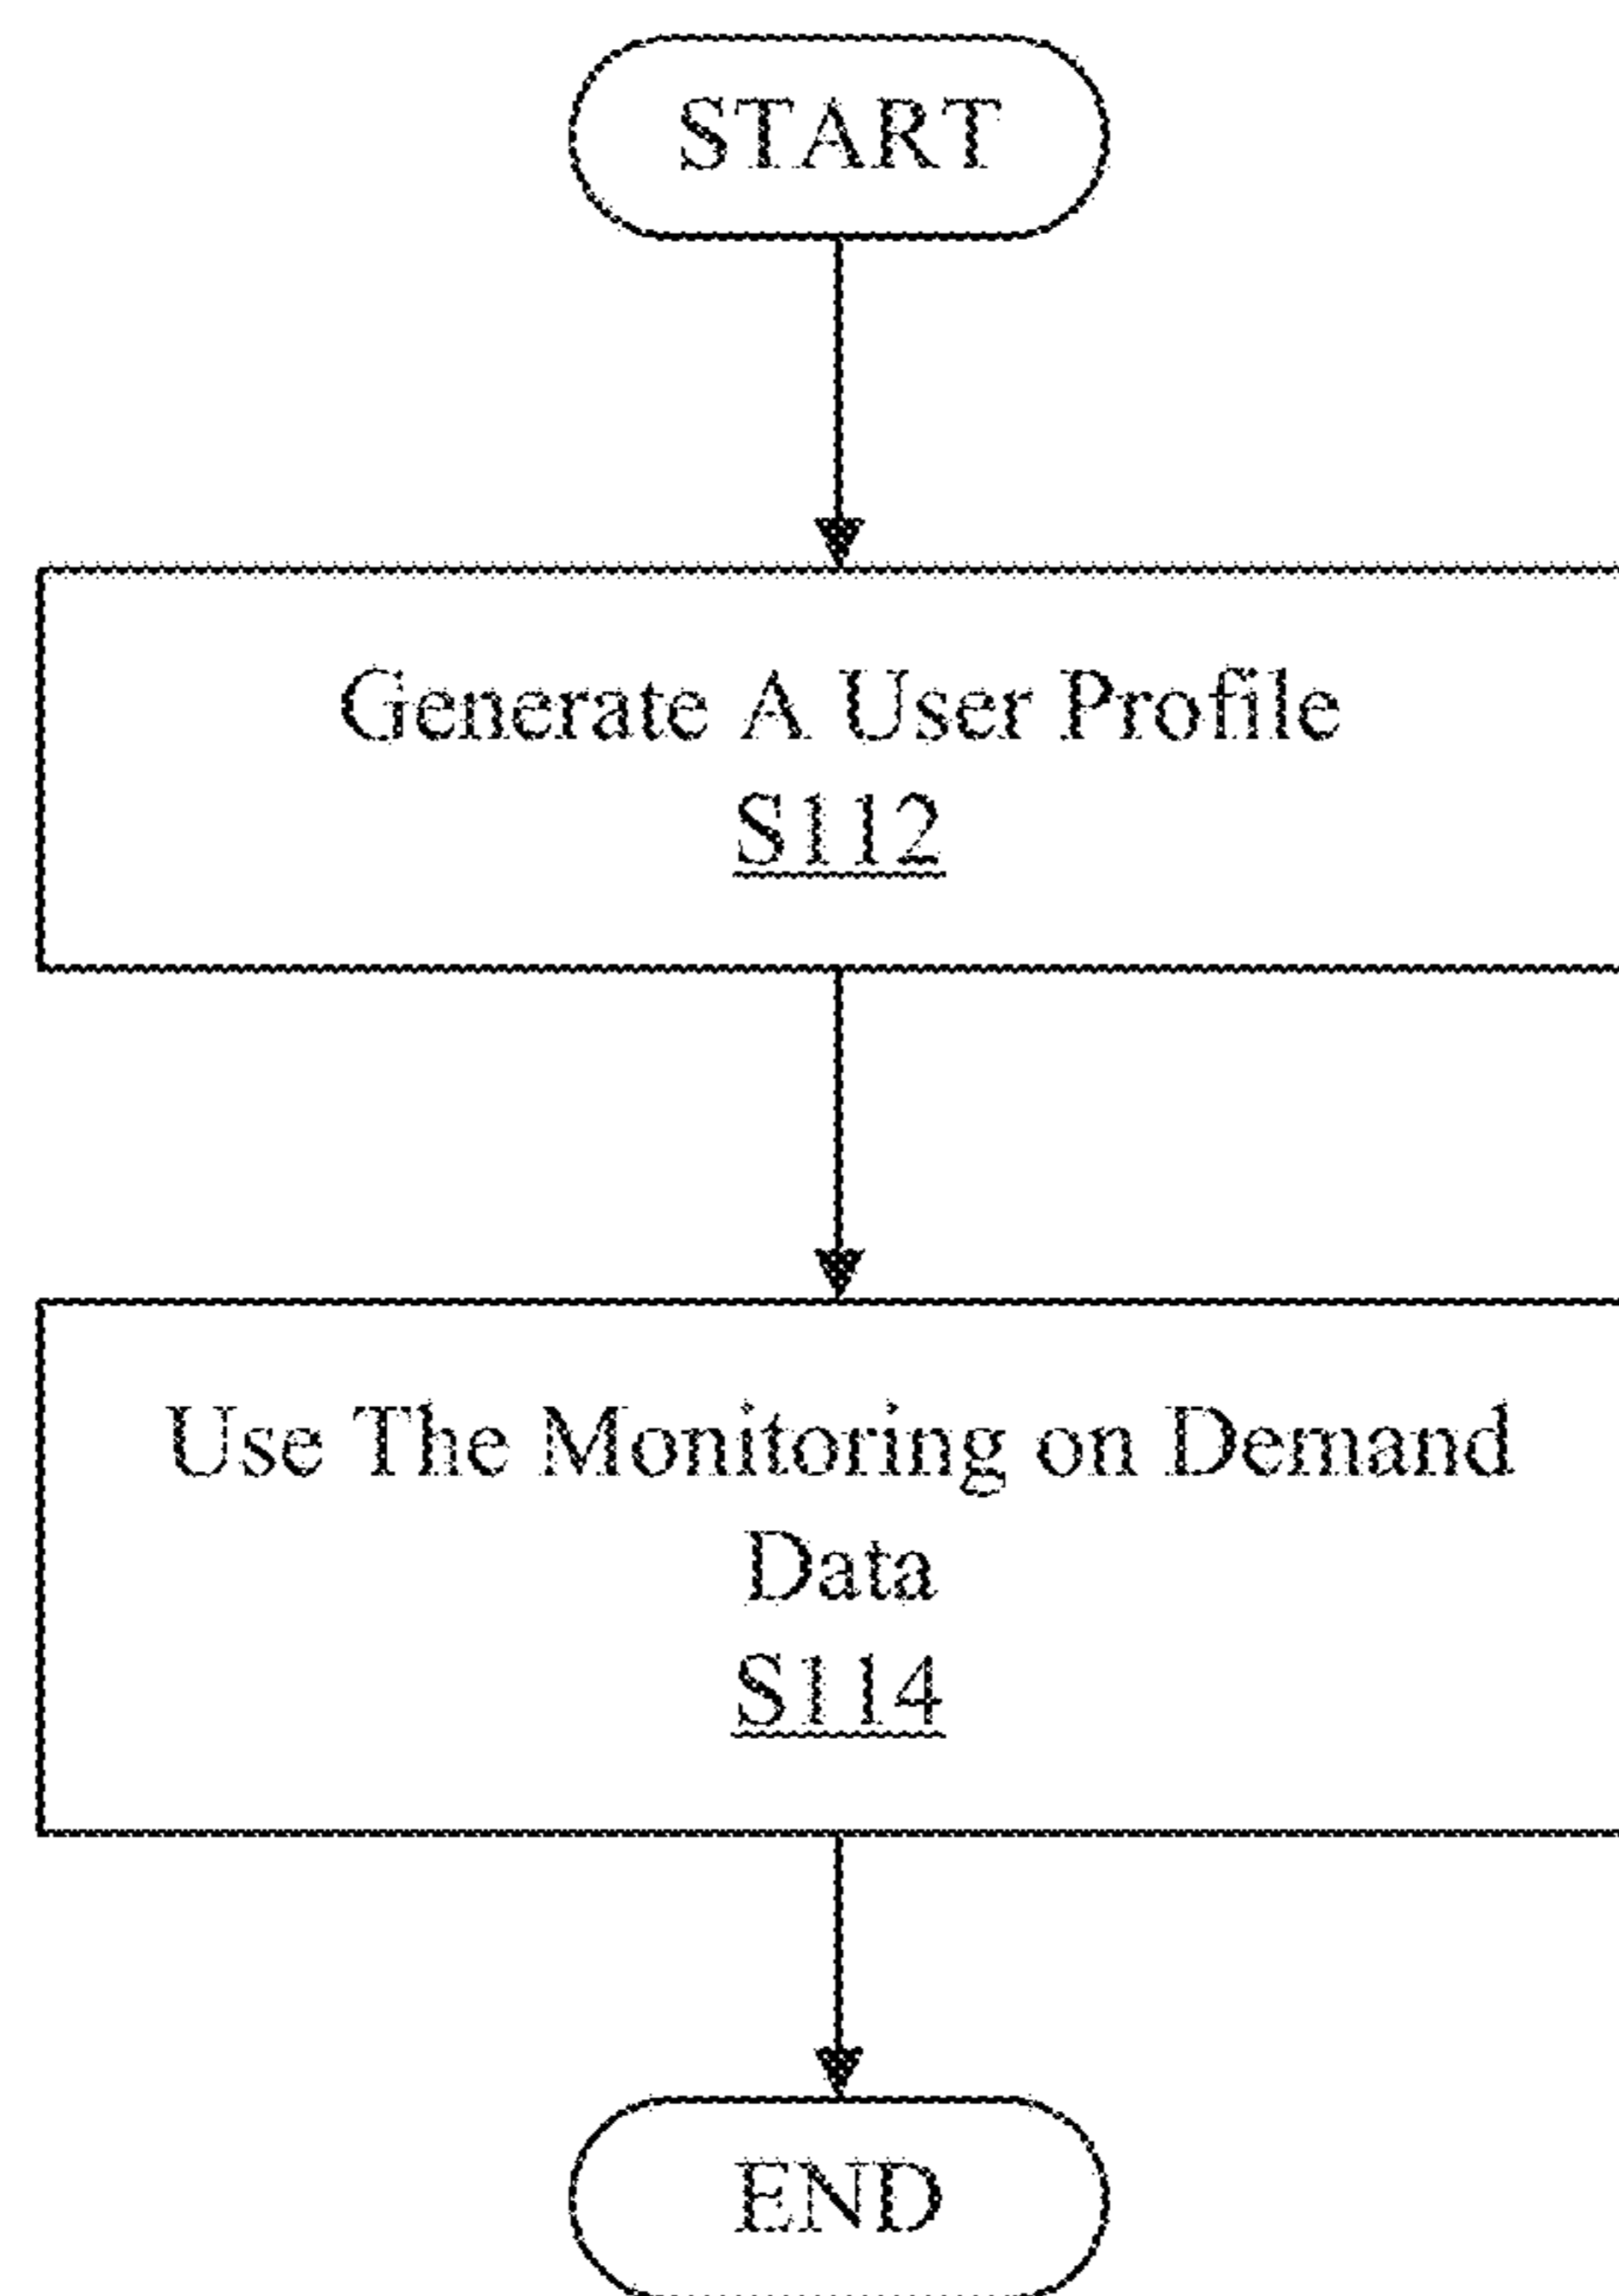 START
Generate A User Profile
S112
Use The Monitoring on Demand
Data
S114
END